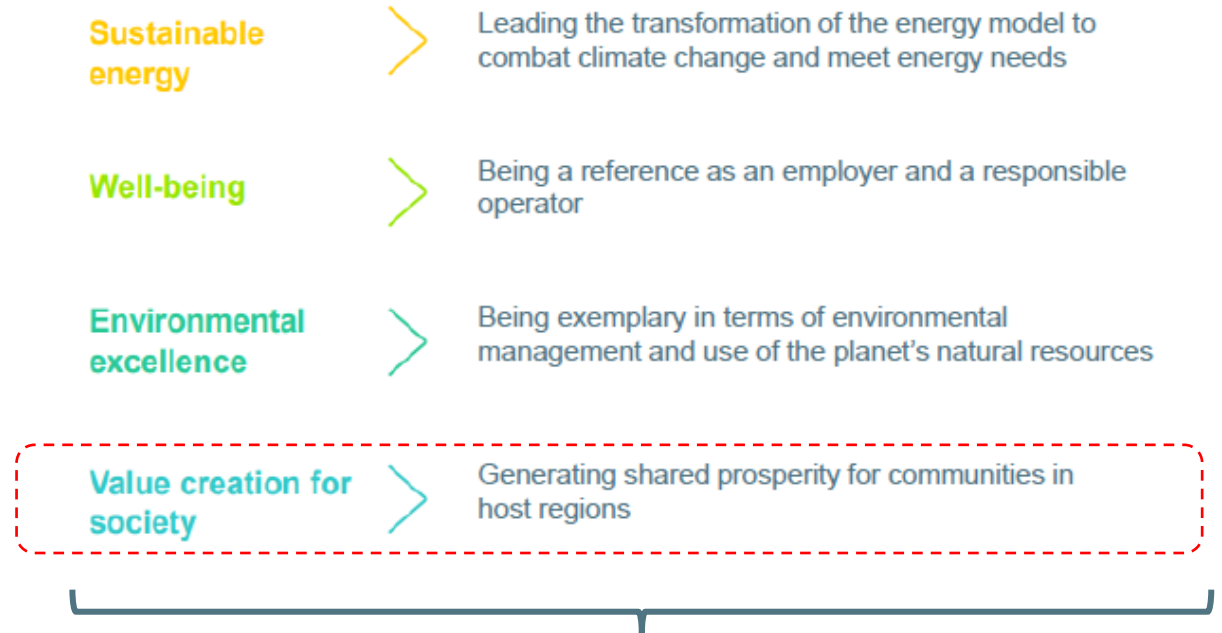 Sustainable
energy
Leading the transformation of the energy model to
combat climate change and meet energy needs
Well-being
Being a reference as an employer and a responsible
operator
Environmental
excellence
Being exemplary in terms of environmental
management and use of the planet's natural resources
Value creation for
society
Generating shared prosperity for communities in
host regions